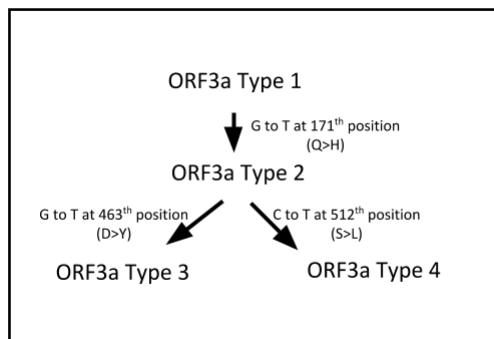 ORF3a Type 1
G to T at 171th position
(Q>H)
ORF3a Type 2
G to T at 463th position
(D>Y)
C to T at 512th position
(S>L)
ORF3a Type 3
ORF3a Type 4